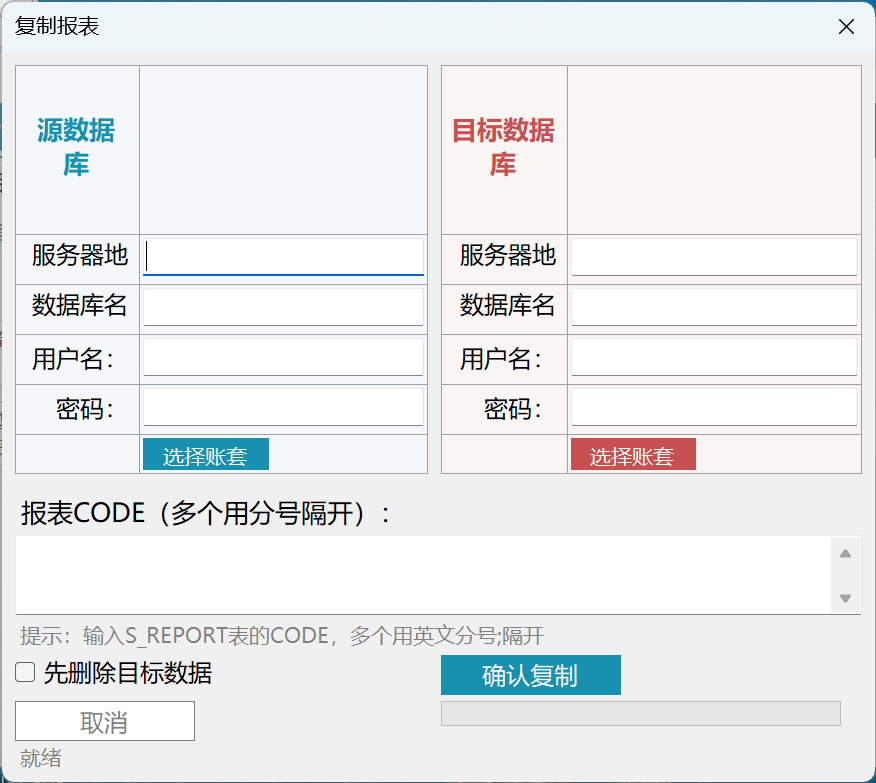 复制报表
源数据
库
服务器地
数据库名
用户名：
密码：
选择账套
目标数据
库
服务器地
数据库名
用户名：
密码：
选择账套
报表CODE（多个用分号隔开）：
提示：输入S_REPORT表的CODE，多个用英文分号;隔开
先删除目标数据
确认复制
取消
就绪